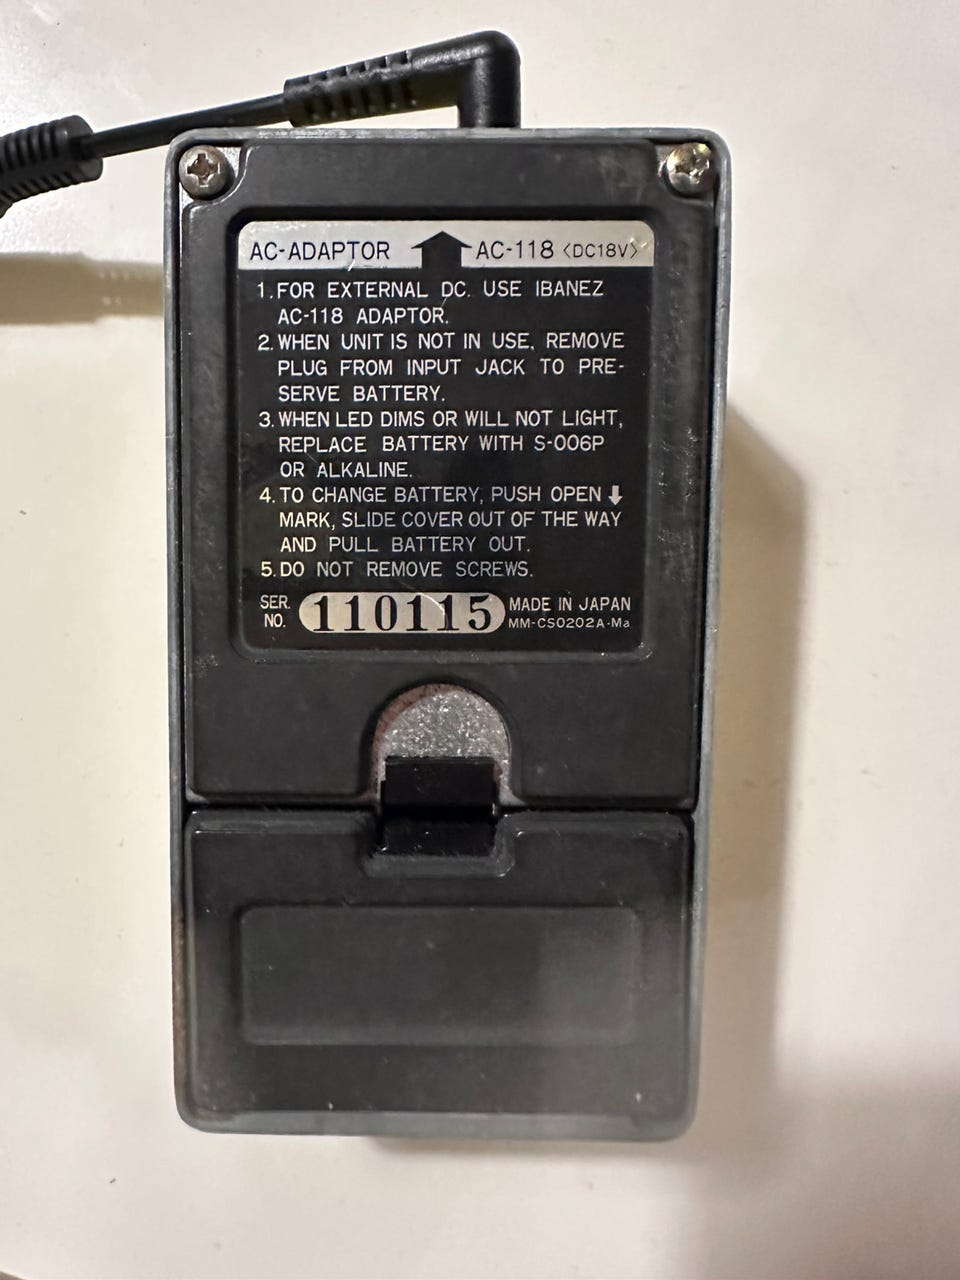 AC-ADAPTOR AC-118 <DC18V>
1. FOR EXTERNAL DC. USE IBANEZ
AC-118 ADAPTOR.
2. WHEN UNIT IS NOT IN USE, REMOVE
PLUG FROM INPUT JACK TO PRE-
SERVE BATTERY.
3. WHEN LED DIMS OR WILL NOT LIGHT,
REPLACE BATTERY WITH S-006P
OR ALKALINE.
4. TO CHANGE BATTERY, PUSH OPEN ⬇
MARK, SLIDE COVER OUT OF THE WAY
AND PULL BATTERY OUT.
5. DO NOT REMOVE SCREWS.
SER. NO. 110115
MADE IN JAPAN
MM-CS0202A·Ma